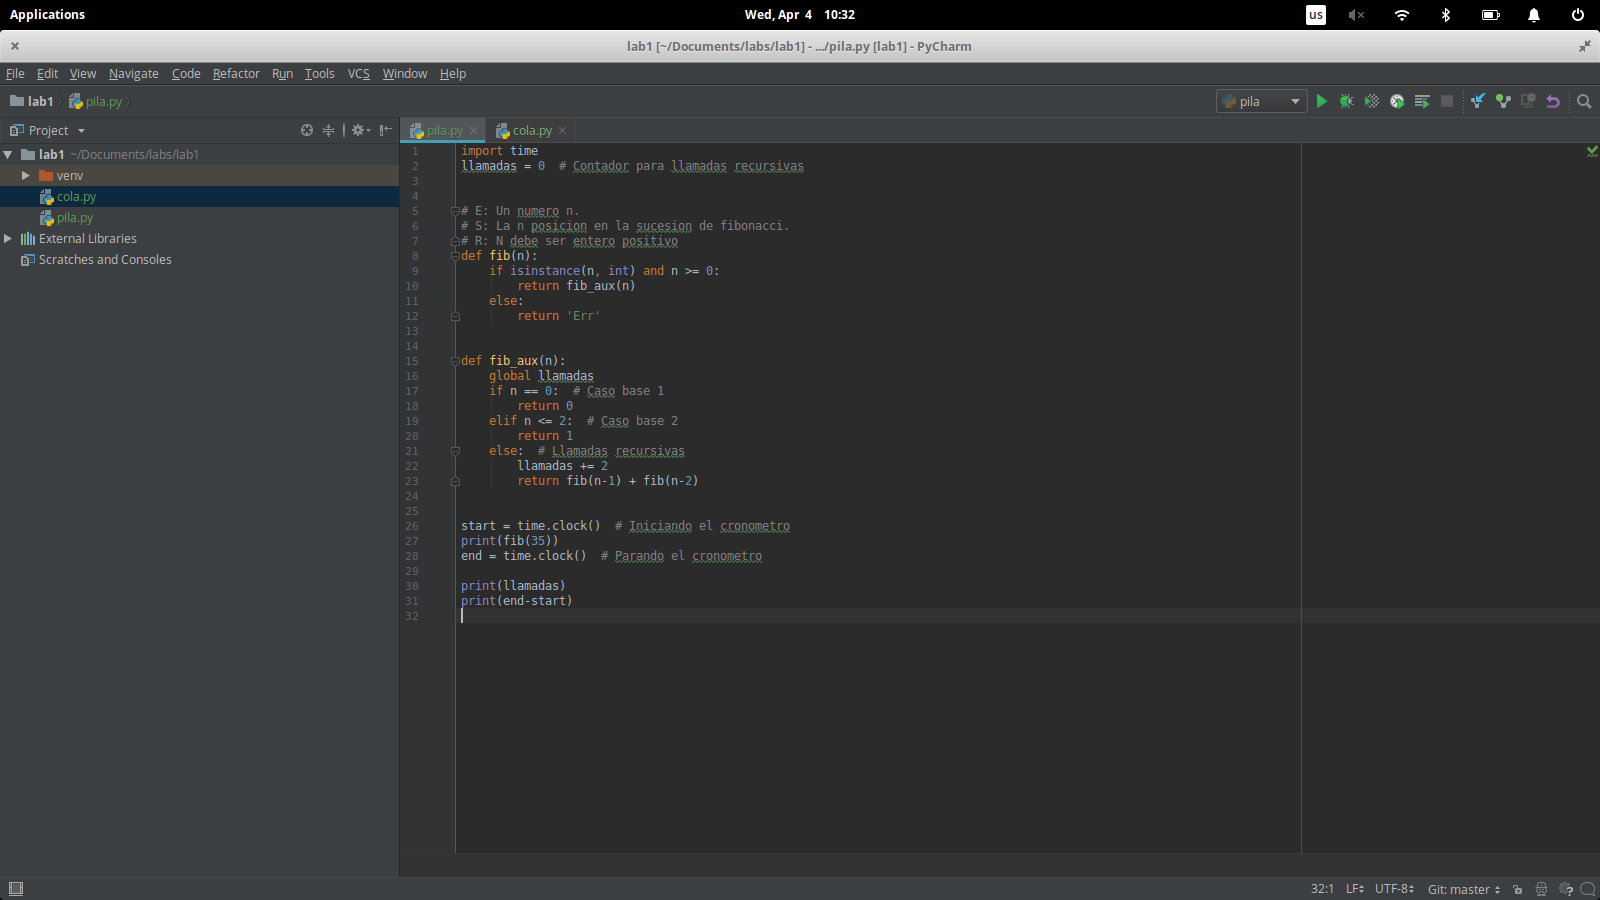 Applications
Wed, Apr 4 10:32
us
lab1 [~/Documents/labs/lab1] - .../pila.py [lab1] - PyCharm
File Edit View Navigate Code Refactor Run Tools VCS Window Help
lab1 pila.py
pila
Project
pila.py
cola.py
lab1 ~/Documents/labs/lab1
venv
cola.py
pila.py
External Libraries
Scratches and Consoles
1 import time
2 llamadas = 0  # Contador para llamadas recursivas
3
4
5 # E: Un numero n.
6 # S: La n posicion en la sucesion de fibonacci.
7 # R: N debe ser entero positivo
8 def fib(n):
9     if isinstance(n, int) and n >= 0:
10         return fib_aux(n)
11     else:
12         return 'Err'
13
14
15 def fib_aux(n):
16     global llamadas
17     if n == 0:  # Caso base 1
18         return 0
19     elif n <= 2:  # Caso base 2
20         return 1
21     else:  # Llamadas recursivas
22         llamadas += 2
23         return fib(n-1) + fib(n-2)
24
25
26 start = time.clock()  # Iniciando el cronometro
27 print(fib(35))
28 end = time.clock()  # Parando el cronometro
29
30 print(llamadas)
31 print(end-start)
32
32:1 LF UTF-8 Git: master